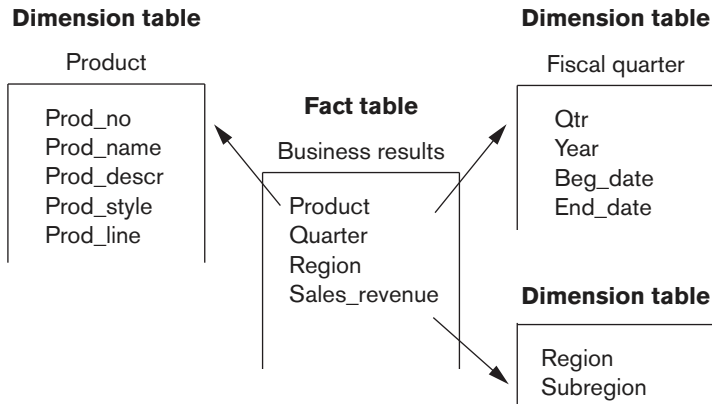 Dimension table
Product
Prod_no
Prod_name
Prod_descr
Prod_style
Prod_line
Fact table
Business results
Product
Quarter
Region
Sales_revenue
Dimension table
Fiscal quarter
Qtr
Year
Beg_date
End_date
Dimension table
Region
Subregion